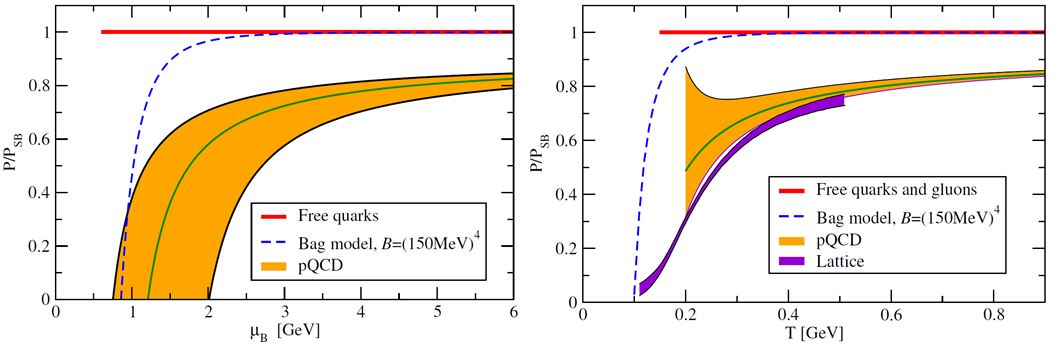 P/P_SB
1
0.8
0.6
0.4
0.2
0
0 1 2 3 4 5 6
μ_B [GeV]
Free quarks
Bag model, B=(150MeV)^4
pQCD
P/P_SB
1
0.8
0.6
0.4
0.2
0
0 0.2 0.4 0.6 0.8
T [GeV]
Free quarks and gluons
Bag model, B=(150MeV)^4
pQCD
Lattice